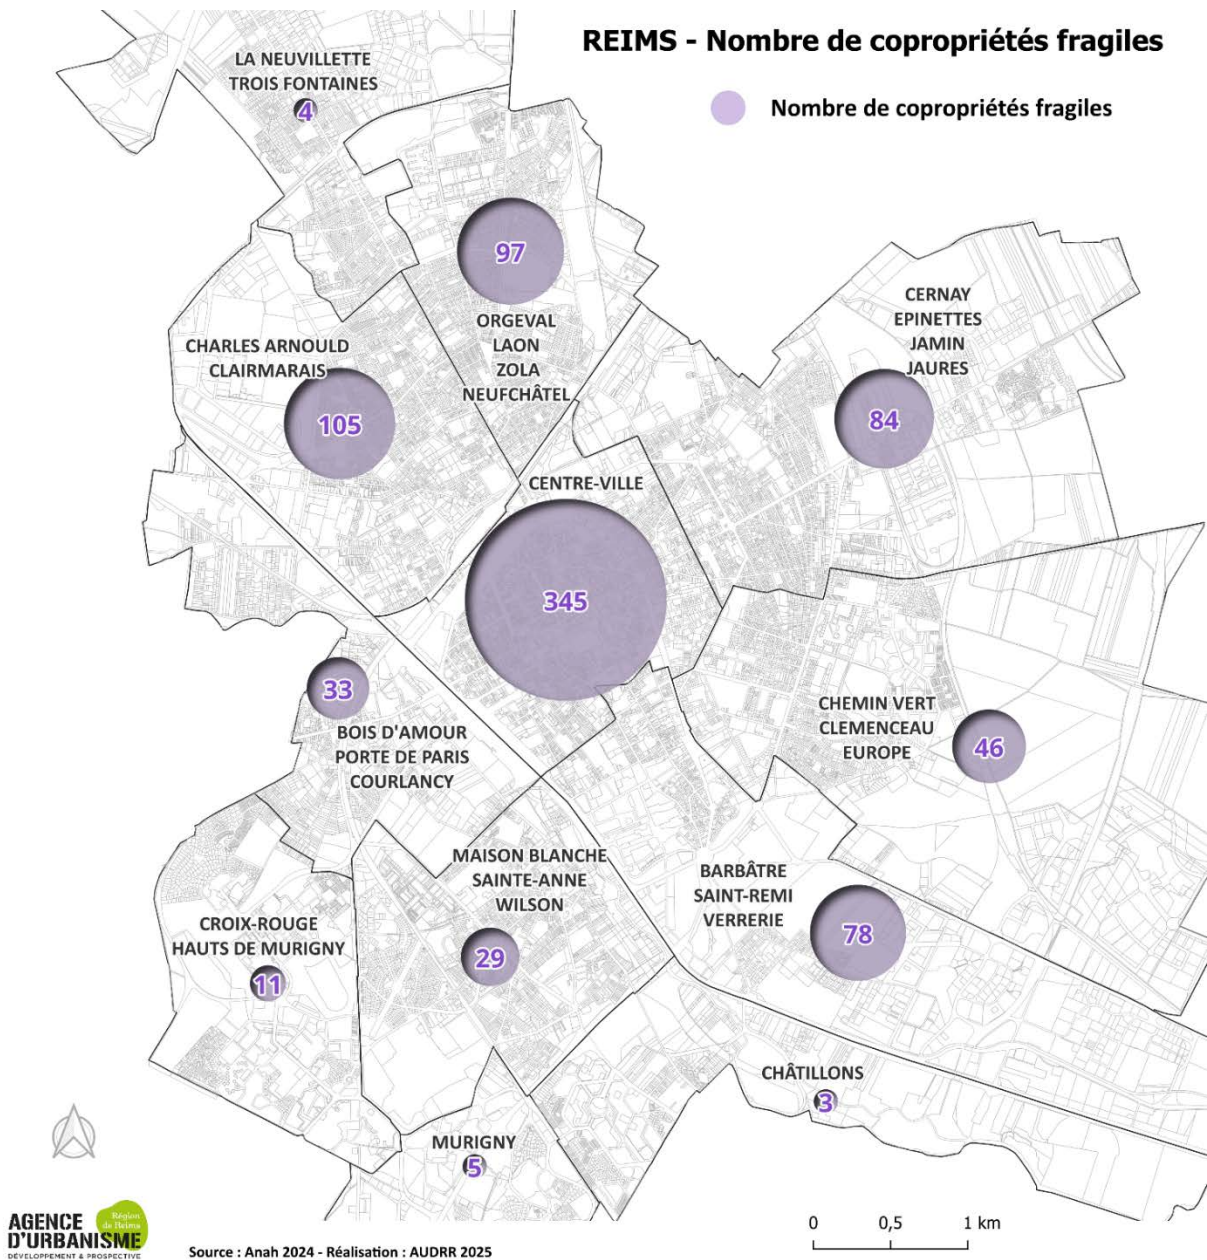 REIMS - Nombre de copropriétés fragiles
Nombre de copropriétés fragiles
LA NEUVILLETTE
TROIS FONTAINES
4
97
ORGEVAL
LAON
ZOLA
NEUFCHÂTEL
CERNAY
EPINETTES
JAMIN
JAURES
84
CHARLES ARNOULD
CLAIRMARAIS
105
CENTRE-VILLE
345
33
BOIS D'AMOUR
PORTE DE PARIS
COURLANCY
CHEMIN VERT
CLEMENCEAU
EUROPE
46
MAISON BLANCHE
SAINTE-ANNE
WILSON
29
BARBÂTRE
SAINT-REMI
VERRERIE
78
CROIX-ROUGE
HAUTS DE MURIGNY
11
CHÂTILLONS
3
MURIGNY
5
0 0,5 1 km
AGENCE
D'URBANISME
Région
de Reims
DÉVELOPPEMENT & PROSPECTIVE
Source : Anah 2024 - Réalisation : AUDRR 2025